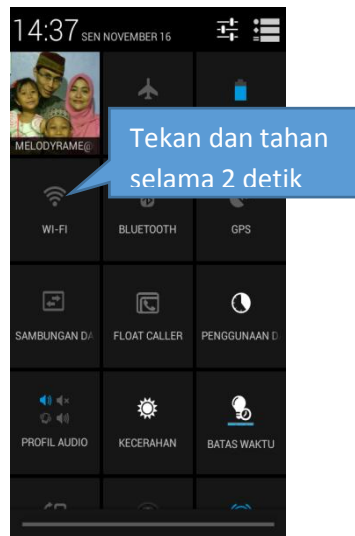 14:37 SEN NOVEMBER 16
MELODYRAME@
Tekan dan tahan
selama 2 detik
WI-FI
BLUETOOTH
GPS
SAMBUNGAN DA
FLOAT CALLER
PENGGUNAAN D
PROFIL AUDIO
KECERAHAN
BATAS WAKTU